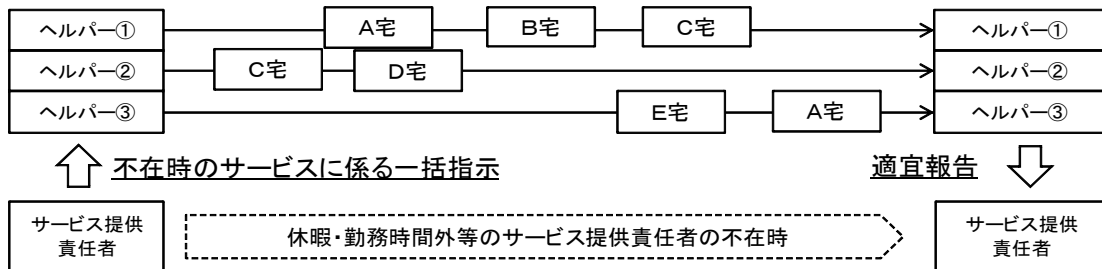 ヘルパー① A宅 B宅 C宅 ヘルパー①
ヘルパー② C宅 D宅 ヘルパー②
ヘルパー③ E宅 A宅 ヘルパー③
不在時のサービスに係る一括指示 適宜報告
サービス提供
責任者
休暇・勤務時間外等のサービス提供責任者の不在時
サービス提供
責任者